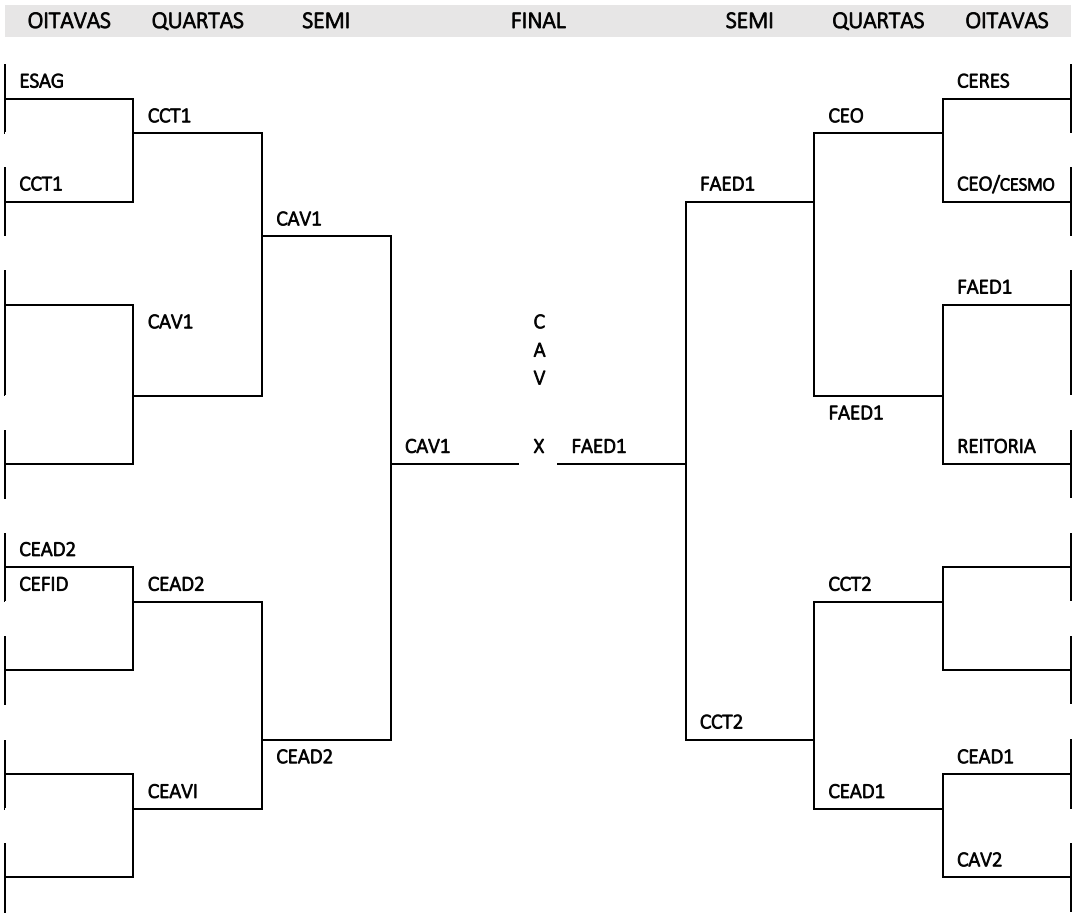 OITAVAS QUARTAS SEMI FINAL SEMI QUARTAS OITAVAS
ESAG CERES
CCT1 CEO
CCT1 FAED1 CEO/CESMO
CAV1
FAED1
CAV1 C
A
V
FAED1
CAV1 X FAED1 REITORIA
CEAD2
CEFID CEAD2 CCT2
CCT2
CEAD2 CEAD1
CEAVI CEAD1
CAV2